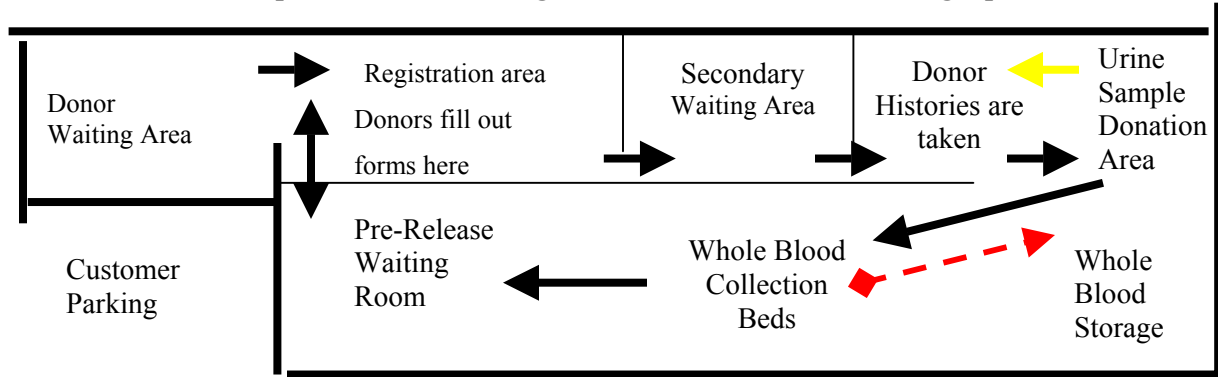 Donor
Waiting Area
Registration area
Donors fill out
forms here
Secondary
Waiting Area
Donor
Histories are
taken
Urine
Sample
Donation
Area
Customer
Parking
Pre-Release
Waiting
Room
Whole Blood
Collection
Beds
Whole
Blood
Storage